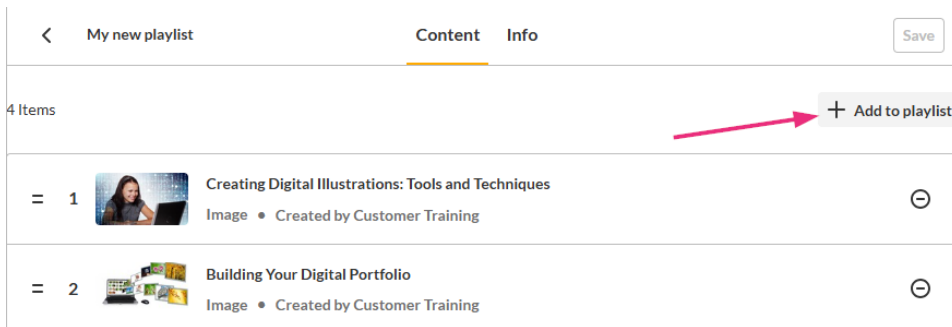 My new playlist
Content
Info
Save
4 Items
+ Add to playlist
= 1
Creating Digital Illustrations: Tools and Techniques
Image • Created by Customer Training
= 2
Building Your Digital Portfolio
Image • Created by Customer Training